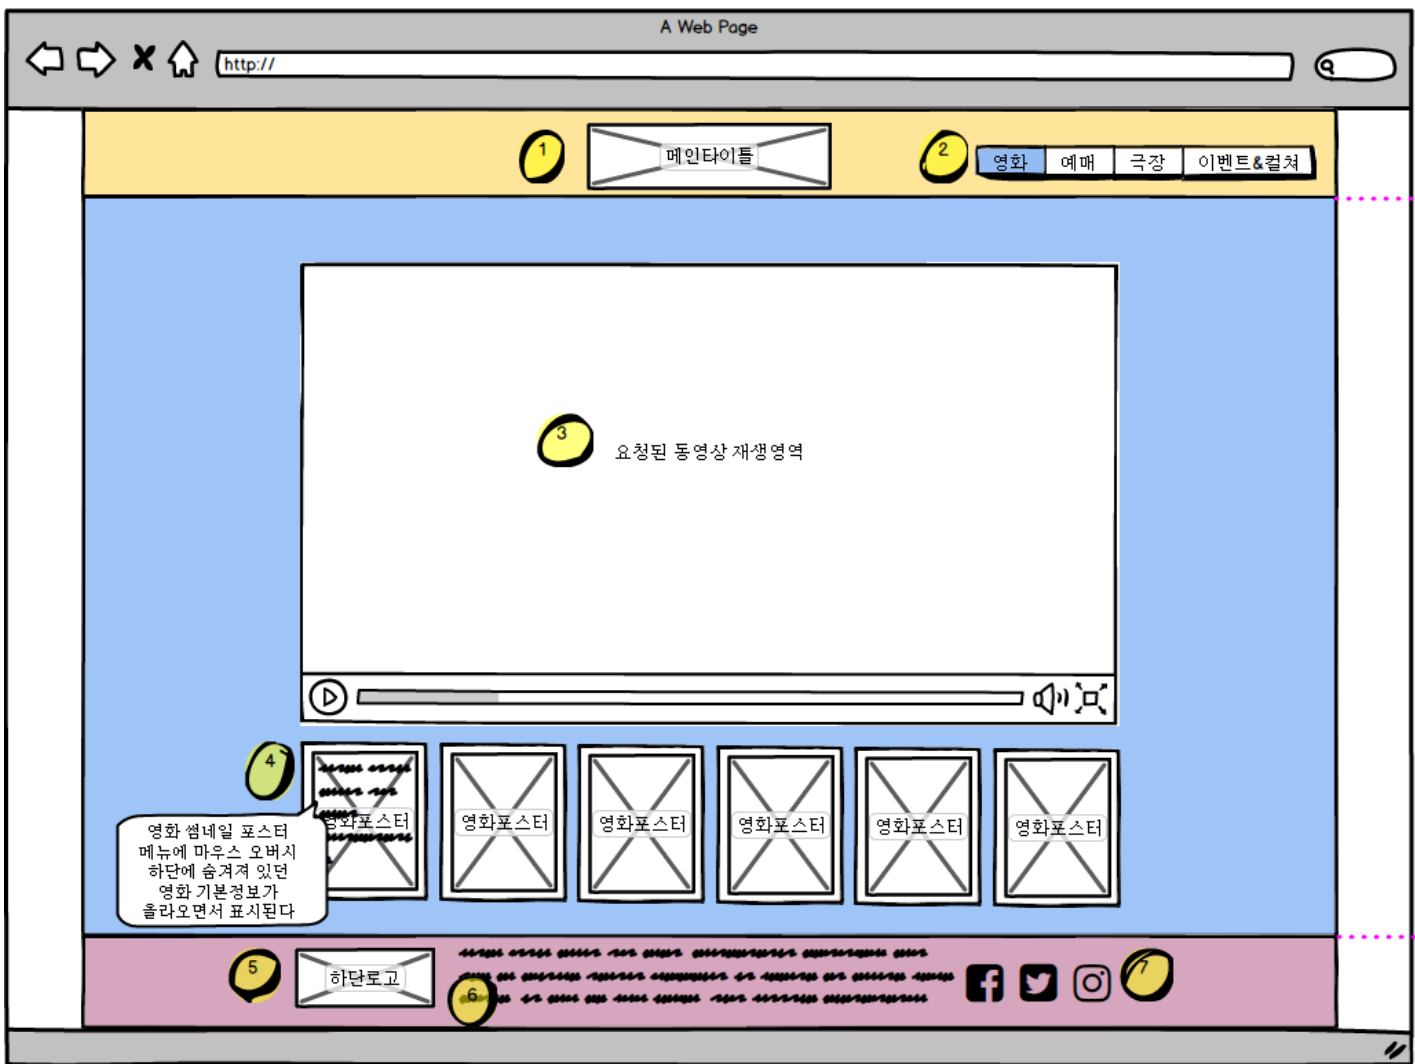 A Web Page
http://
1
메인타이틀
2
영화
예매
극장
이벤트&컬쳐
3
요청된 동영상 재생영역
4
영화포스터
영화포스터
영화포스터
영화포스터
영화포스터
영화포스터
영화 썸네일 포스터
메뉴에 마우스 오버시
하단에 숨겨져 있던
영화 기본정보가
올라오면서 표시된다
5
하단로고
6
7